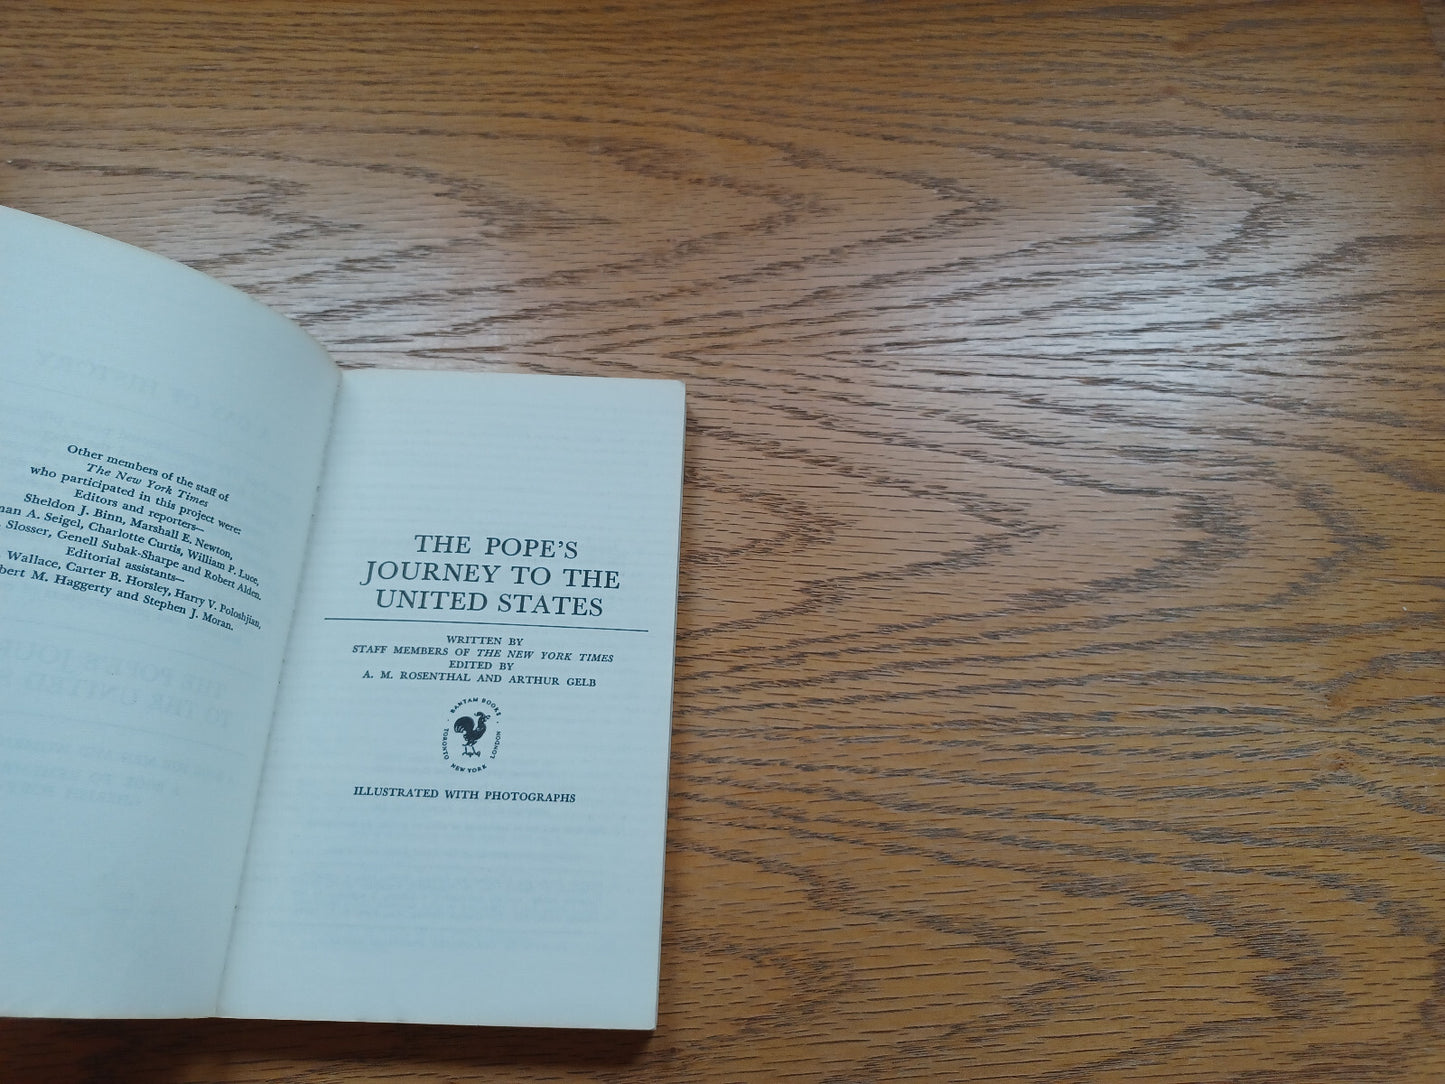 Other members of the staff of
The New York Times
who participated in this project were:
Editors and reporters—
Sheldon J. Binn, Marshall E. Newton,
A. Seigel, Charlotte Curtis, William P. Luce,
Slosser, Genell Subak-Sharpe and Robert Alden.
Editorial assistants—
Wallace, Carter B. Horsley, Harry V. Poloshjian,
M. Haggerty and Stephen J. Moran.
THE POPE'S
JOURNEY TO THE
UNITED STATES
WRITTEN BY
STAFF MEMBERS OF THE NEW YORK TIMES
EDITED BY
A. M. ROSENTHAL AND ARTHUR GELB
BANTAM BOOKS
TORONTO
NEW YORK
LONDON
ILLUSTRATED WITH PHOTOGRAPHS